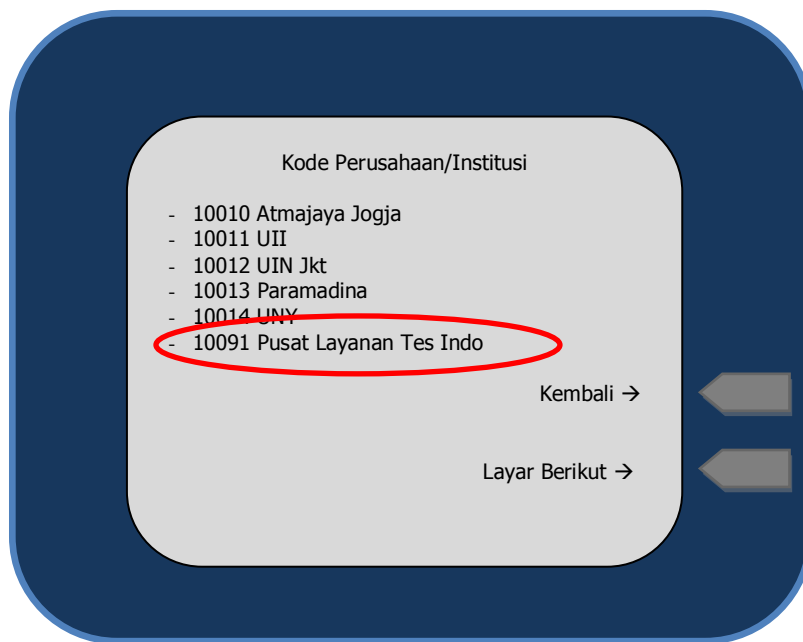 Kode Perusahaan/Institusi
- 10010 Atmajaya Jogja
- 10011 UII
- 10012 UIN Jkt
- 10013 Paramadina
- 10014 UNY
- 10091 Pusat Layanan Tes Indo
Kembali →
Layar Berikut →